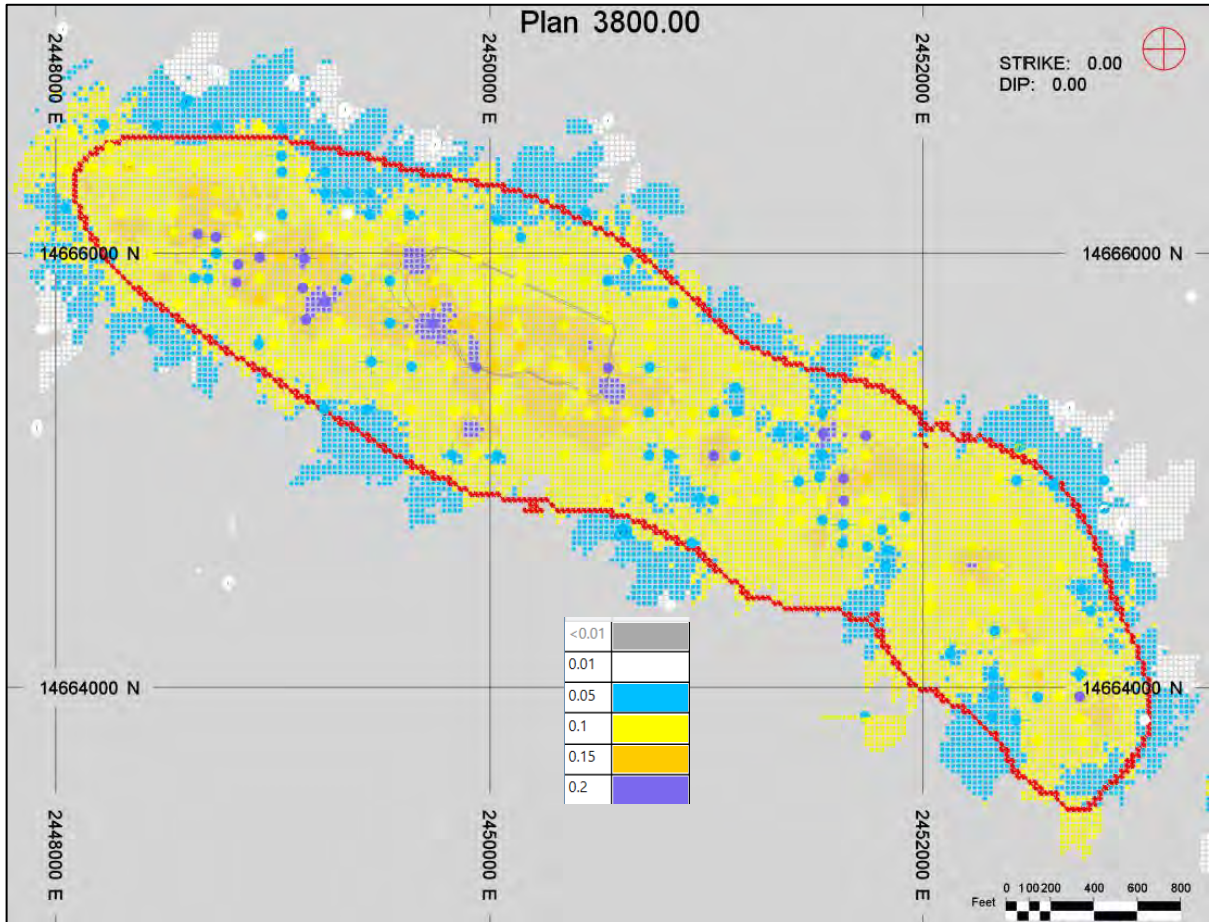 Plan 3800.00
2448000 E
2450000 E
2452000 E
STRIKE: 0.00
DIP: 0.00
14666000 N
14666000 N
<0.01
0.01
0.05
0.1
0.15
0.2
14664000 N
14664000 N
2448000 E
2450000 E
2452000 E
Feet
0 100 200 400 600 800